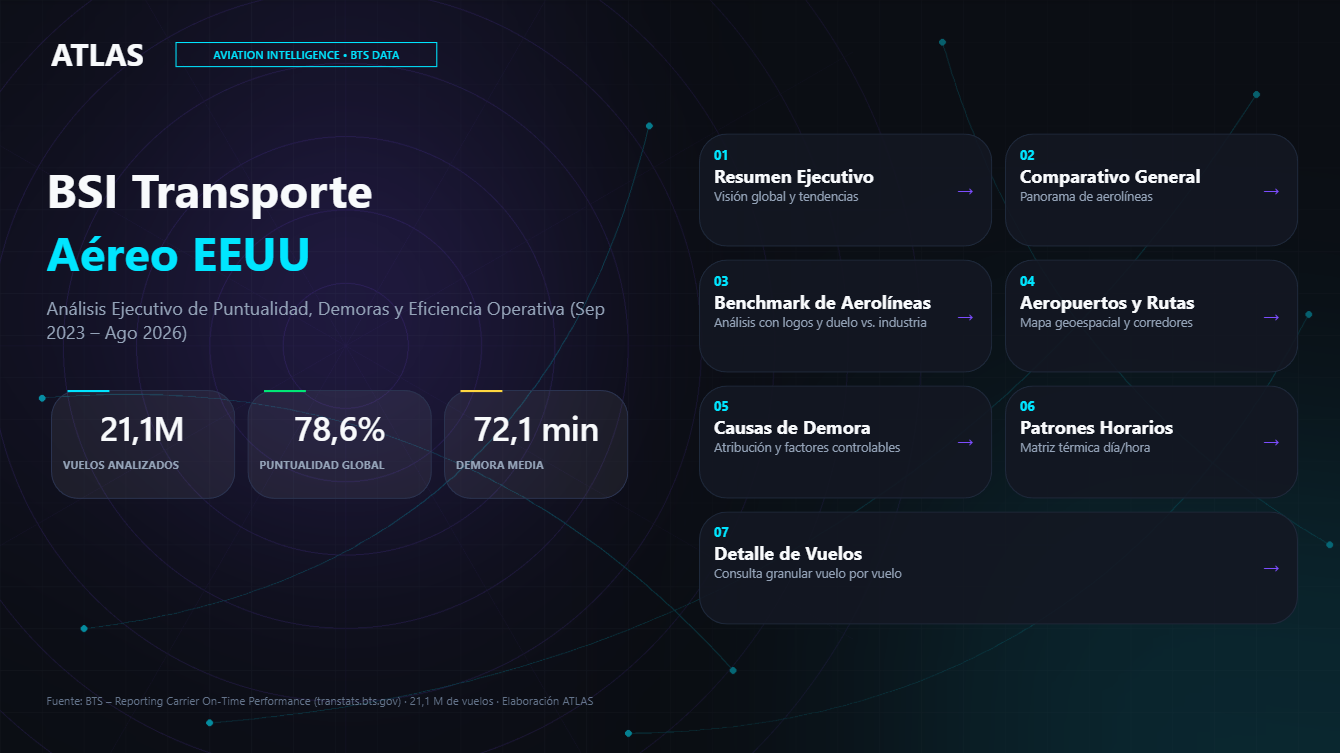 ATLAS
AVIATION INTELLIGENCE • BTS DATA
BSI Transporte
Aéreo EEUU
Análisis Ejecutivo de Puntualidad, Demoras y Eficiencia Operativa (Sep
2023 – Ago 2026)
21,1M
VUELOS ANALIZADOS
78,6%
PUNTUALIDAD GLOBAL
72,1 min
DEMORA MEDIA
01
Resumen Ejecutivo
Visión global y tendencias
→
02
Comparativo General
Panorama de aerolíneas
→
03
Benchmark de Aerolíneas
Análisis con logos y duelo vs. industria
→
04
Aeropuertos y Rutas
Mapa geoespacial y corredores
→
05
Causas de Demora
Atribución y factores controlables
→
06
Patrones Horarios
Matriz térmica día/hora
→
07
Detalle de Vuelos
Consulta granular vuelo por vuelo
→
Fuente: BTS – Reporting Carrier On-Time Performance (transtats.bts.gov) · 21,1 M de vuelos · Elaboración ATLAS